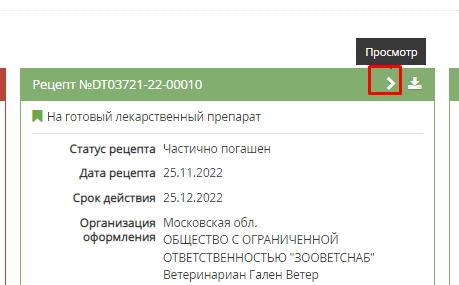 Просмотр
Рецепт №DT03721-22-00010
На готовый лекарственный препарат
Статус рецепта Частично погашен
Дата рецепта 25.11.2022
Срок действия 25.12.2022
Организация оформления Московская обл.
ОБЩЕСТВО С ОГРАНИЧЕННОЙ
ОТВЕТСТВЕННОСТЬЮ "ЗООВЕТСНАБ"
Ветеринариан Гален Ветер